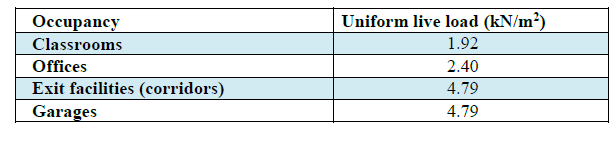 Occupancy Uniform live load (kN/m²)
Classrooms 1.92
Offices 2.40
Exit facilities (corridors) 4.79
Garages 4.79